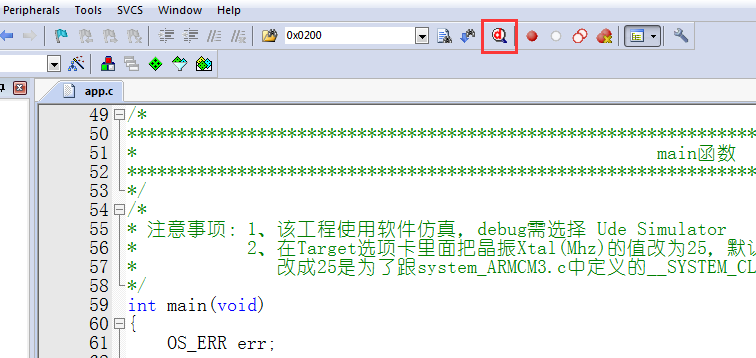 Peripherals Tools SVCS Window Help
0x0200
app.c
49 /*
50 *******************************************************************
51 * main函数
52 *******************************************************************
53 */
54 /*
55 * 注意事项: 1、该工程使用软件仿真, debug需选择 Ude Simulator
56 * 2、在Target选项卡里面把晶振Xtal(Mhz)的值改为25, 默认
57 * 改成25是为了跟system_ARMCM3.c中定义的__SYSTEM_CL
58 */
59 int main(void)
60 {
61 OS_ERR err;